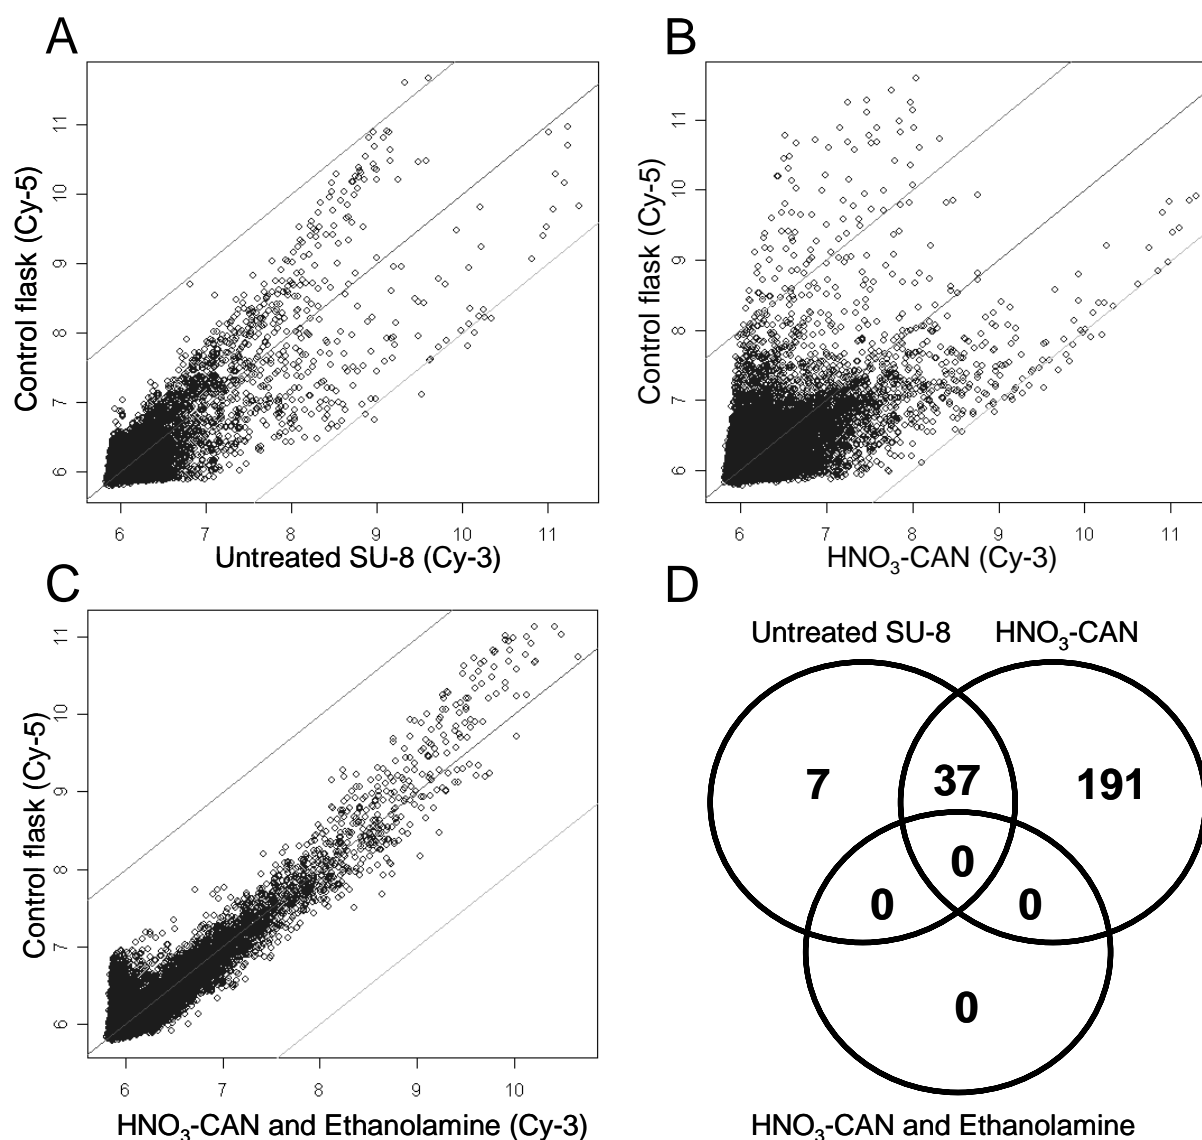 A
Control flask (Cy-5)
11
10
9
8
7
6
6 7 8 9 10 11
Untreated SU-8 (Cy-3)
B
Control flask (Cy-5)
11
10
9
8
7
6
6 7 8 9 10 11
HNO₃-CAN (Cy-3)
C
Control flask (Cy-5)
11
10
9
8
7
6
6 7 8 9 10
HNO₃-CAN and Ethanolamine (Cy-3)
D
Untreated SU-8 HNO₃-CAN
7 37 191
0
0 0
0
HNO₃-CAN and Ethanolamine